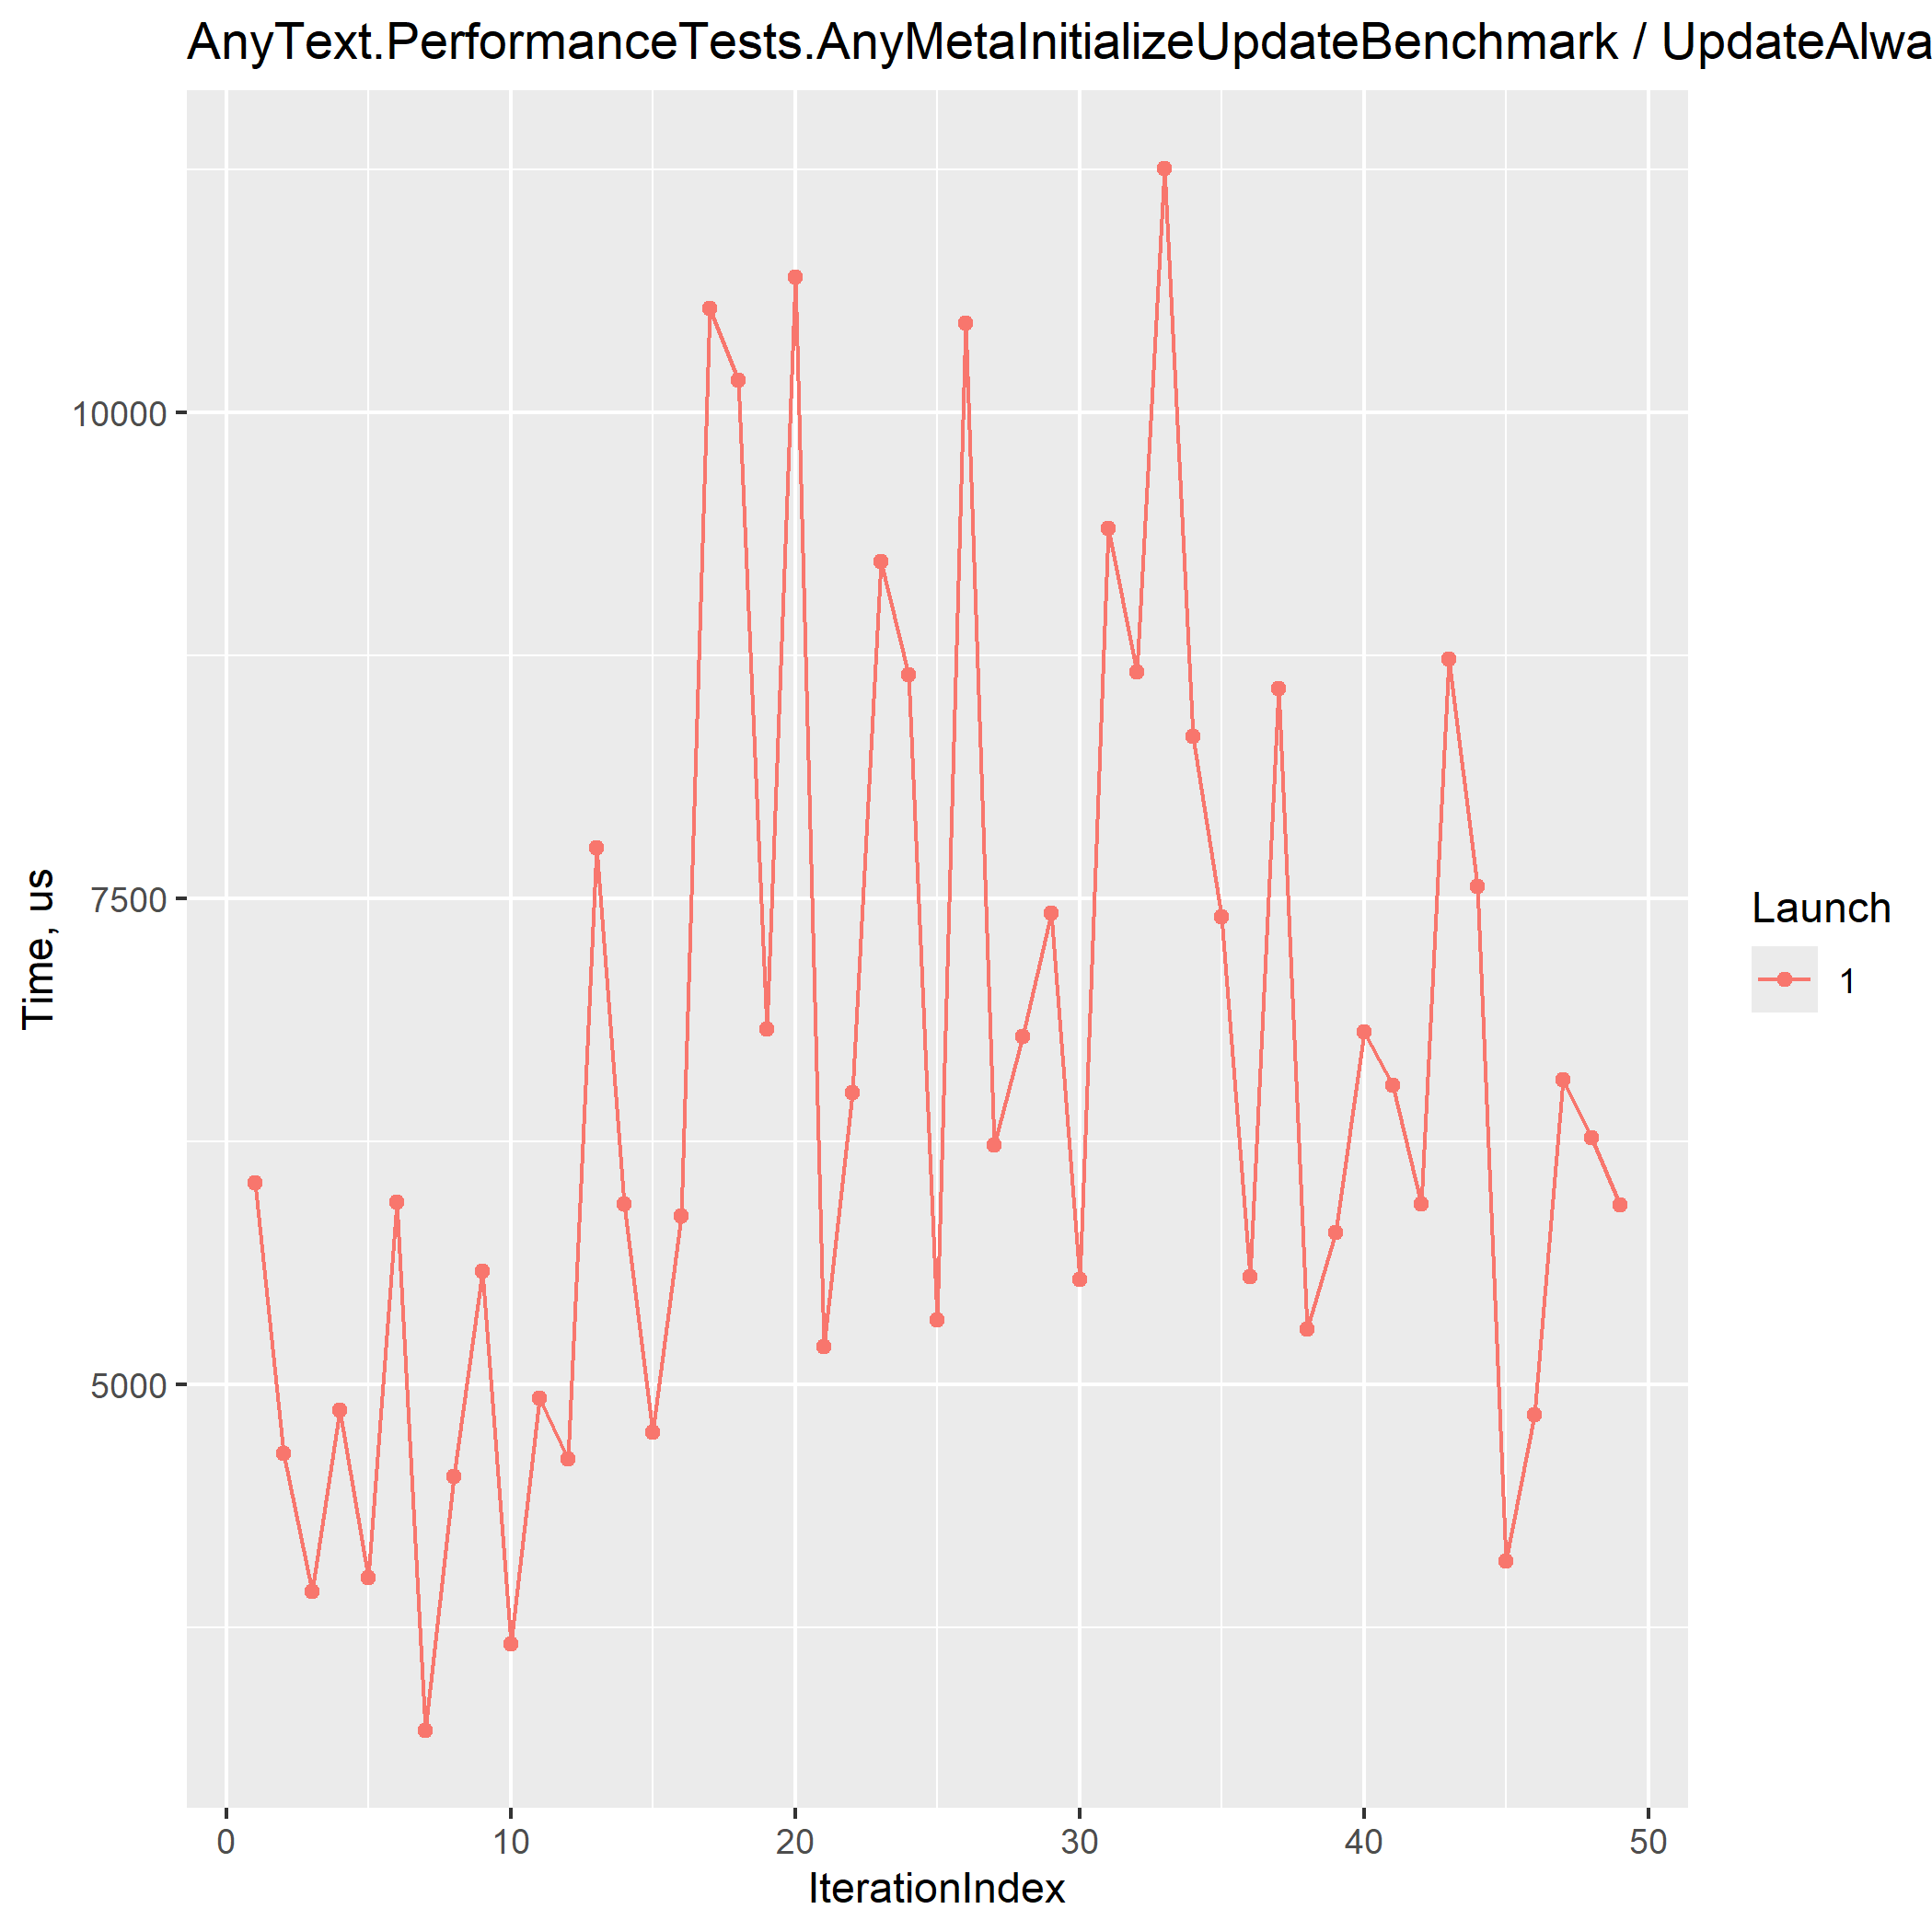 AnyText.PerformanceTests.AnyMetaInitializeUpdateBenchmark / UpdateAlwa
10000
7500
5000
Time, us
0 10 20 30 40 50
IterationIndex
Launch
1